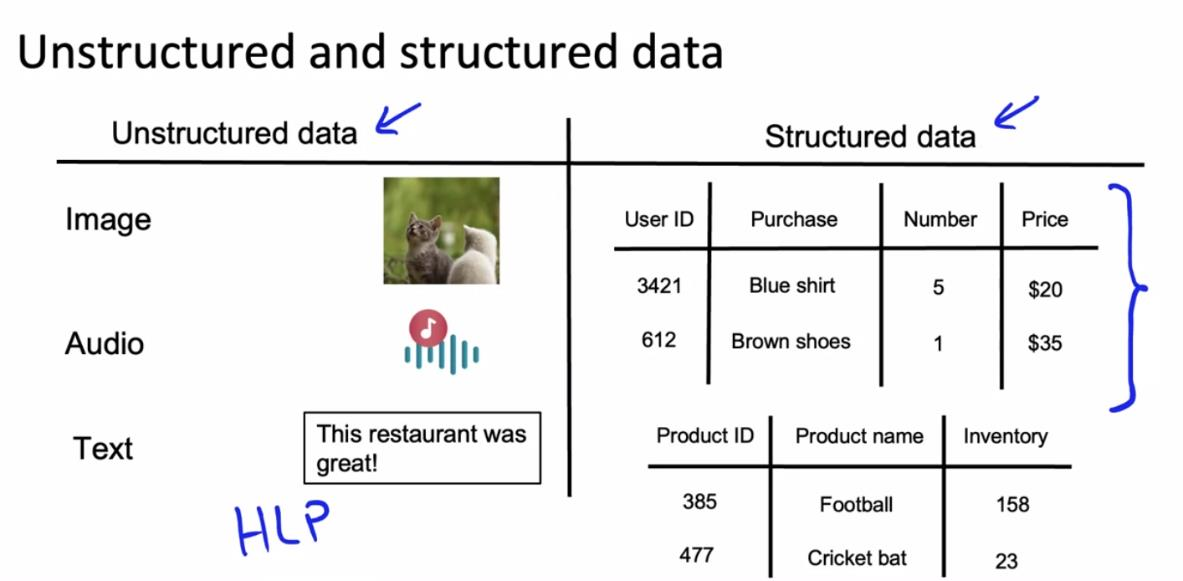 Unstructured and structured data
Unstructured data
Image
Audio
Text
This restaurant was
great!
HLP
Structured data
User ID Purchase Number Price
3421 Blue shirt 5 $20
612 Brown shoes 1 $35
Product ID Product name Inventory
385 Football 158
477 Cricket bat 23